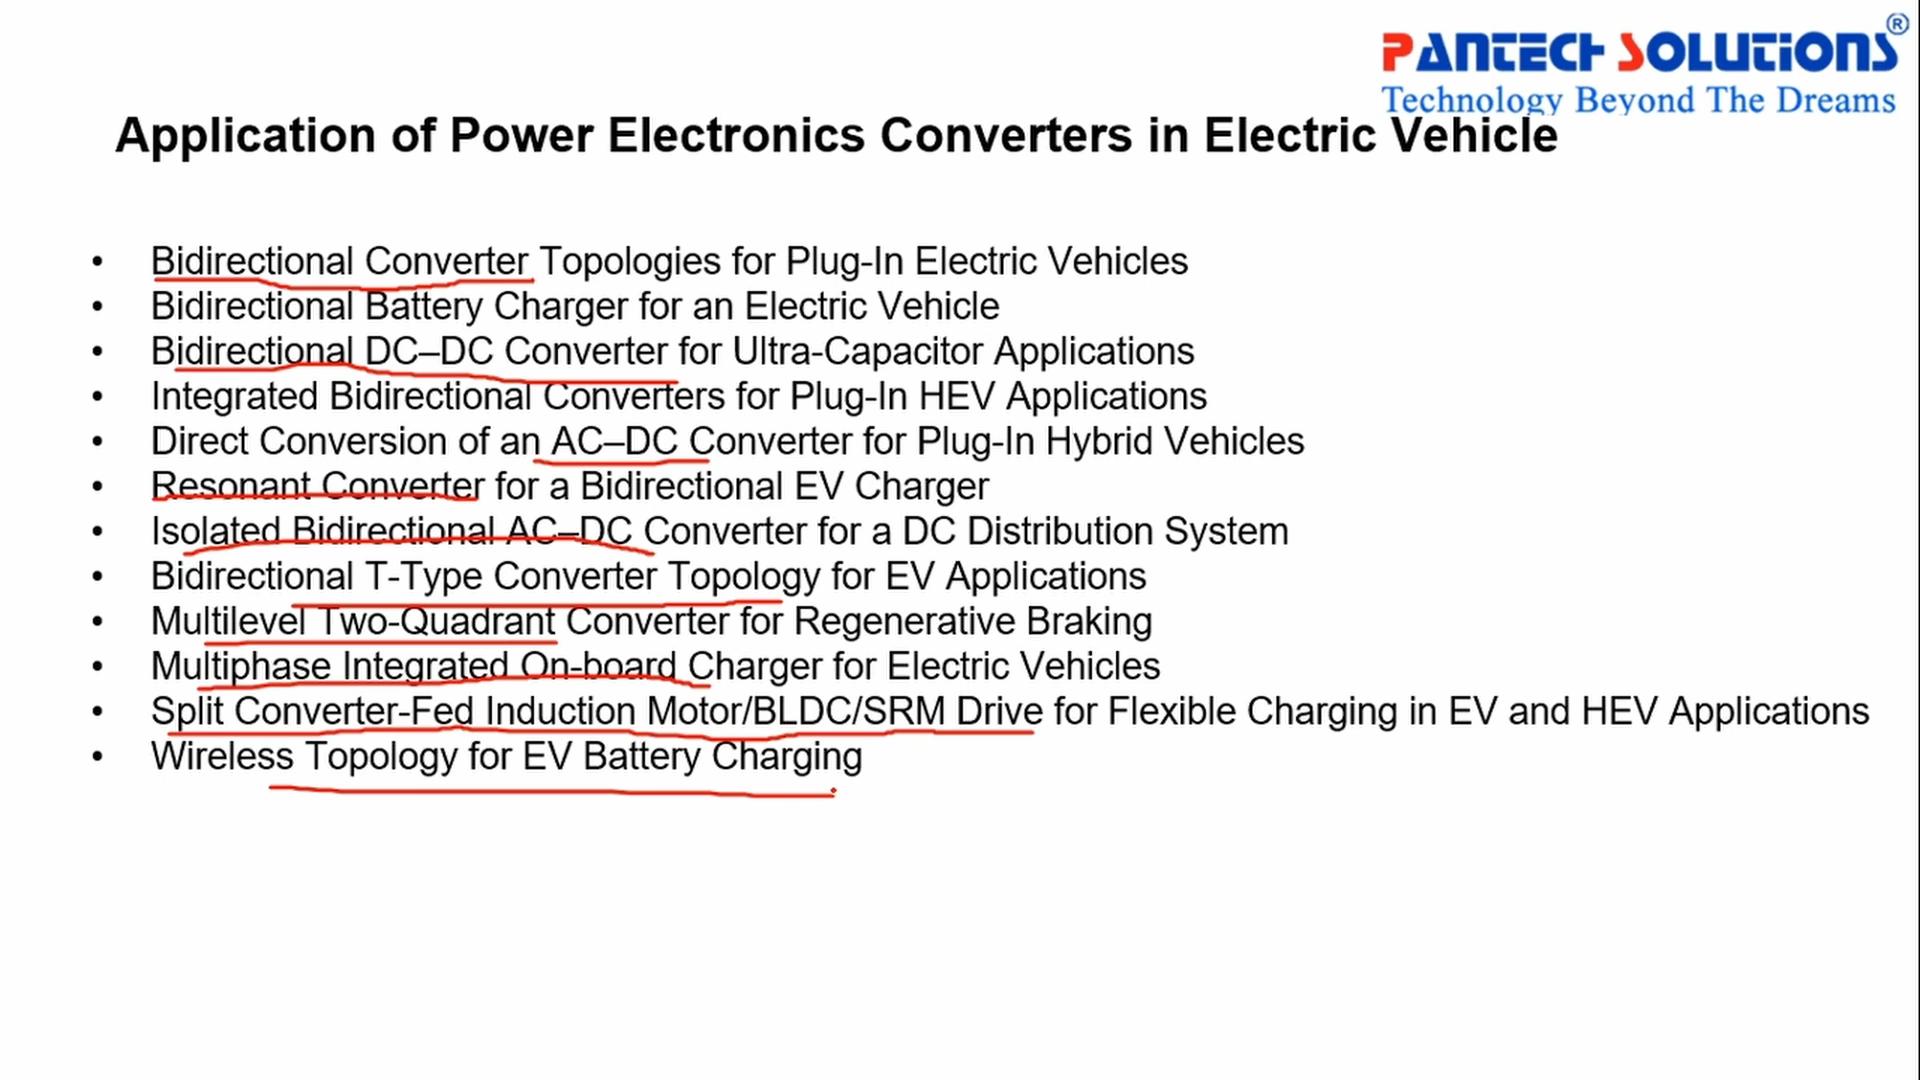 PANTECH SOLUTIONS®
Technology Beyond The Dreams
Application of Power Electronics Converters in Electric Vehicle
• Bidirectional Converter Topologies for Plug-In Electric Vehicles
• Bidirectional Battery Charger for an Electric Vehicle
• Bidirectional DC–DC Converter for Ultra-Capacitor Applications
• Integrated Bidirectional Converters for Plug-In HEV Applications
• Direct Conversion of an AC–DC Converter for Plug-In Hybrid Vehicles
• Resonant Converter for a Bidirectional EV Charger
• Isolated Bidirectional AC–DC Converter for a DC Distribution System
• Bidirectional T-Type Converter Topology for EV Applications
• Multilevel Two-Quadrant Converter for Regenerative Braking
• Multiphase Integrated On-board Charger for Electric Vehicles
• Split Converter-Fed Induction Motor/BLDC/SRM Drive for Flexible Charging in EV and HEV Applications
• Wireless Topology for EV Battery Charging